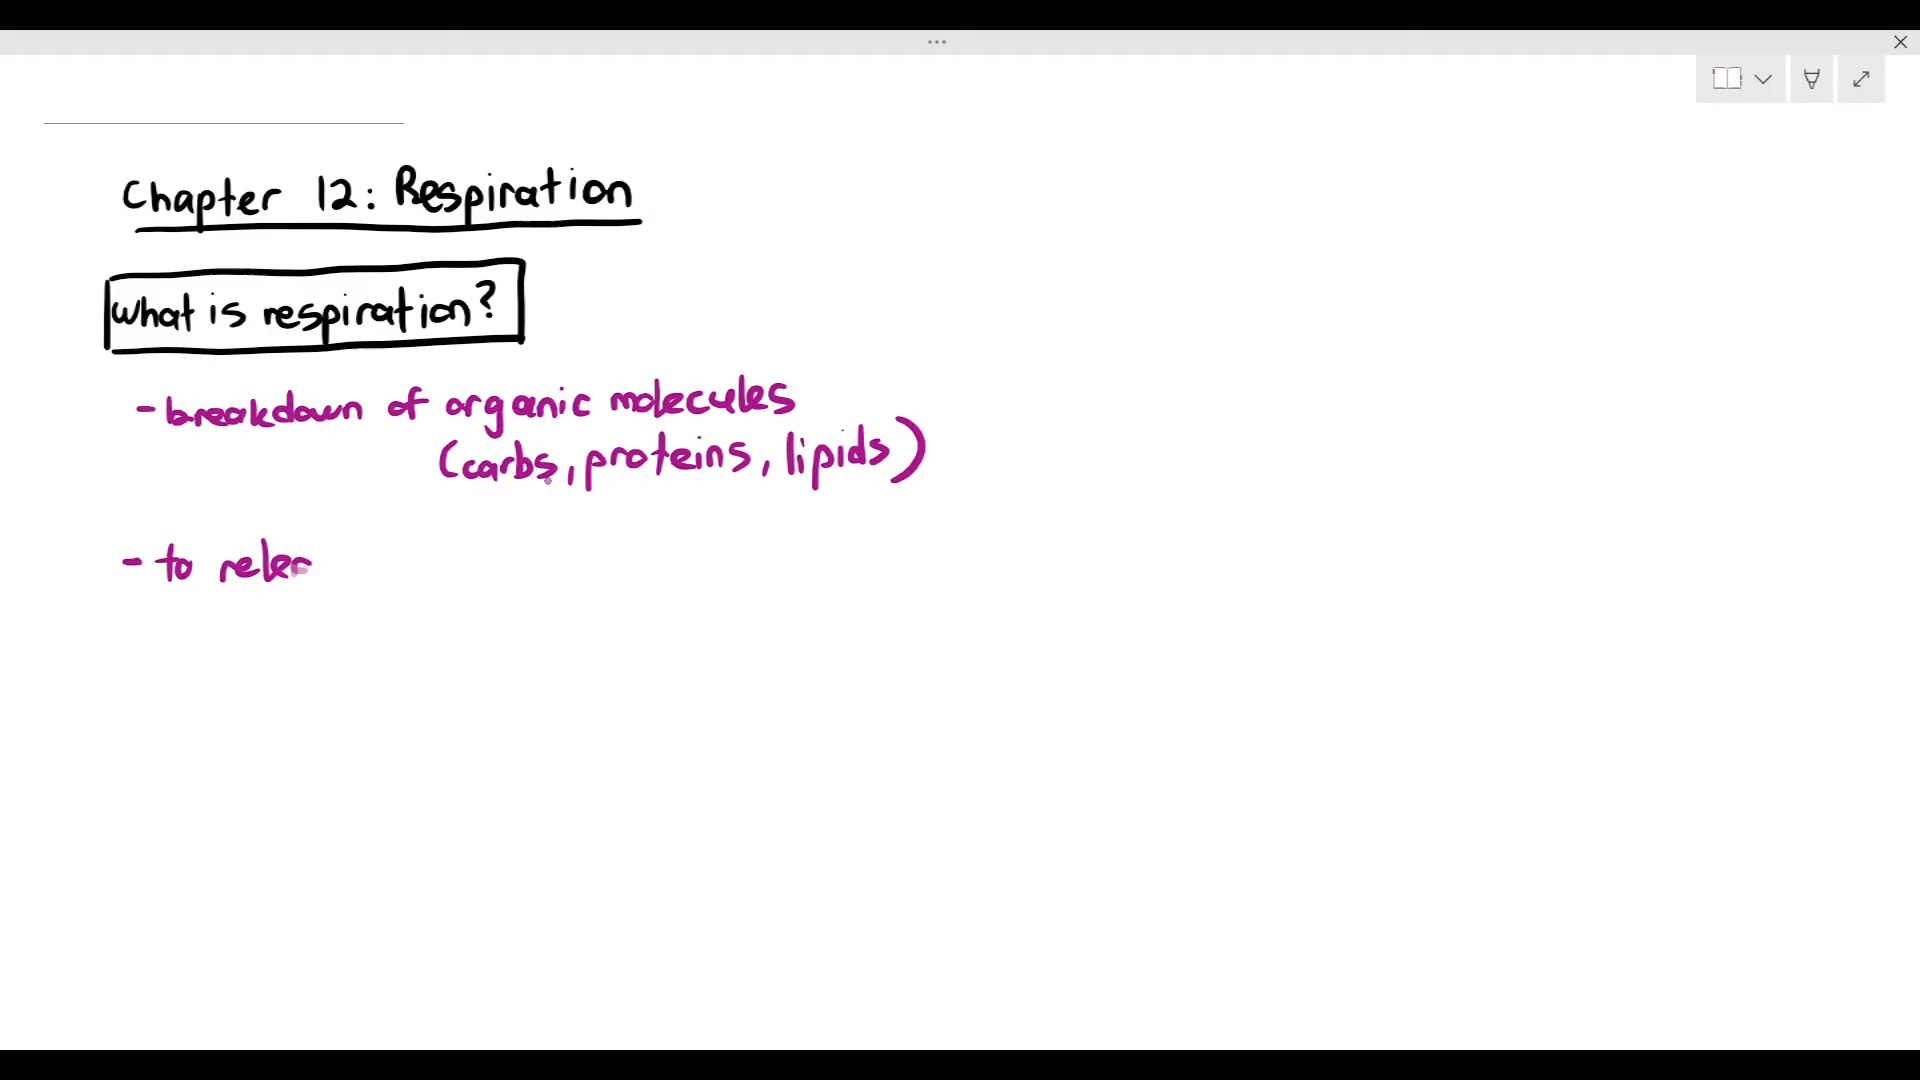 Chapter 12: Respiration
What is respiration?
- breakdown of organic molecules
(carbs, proteins, lipids)
- to